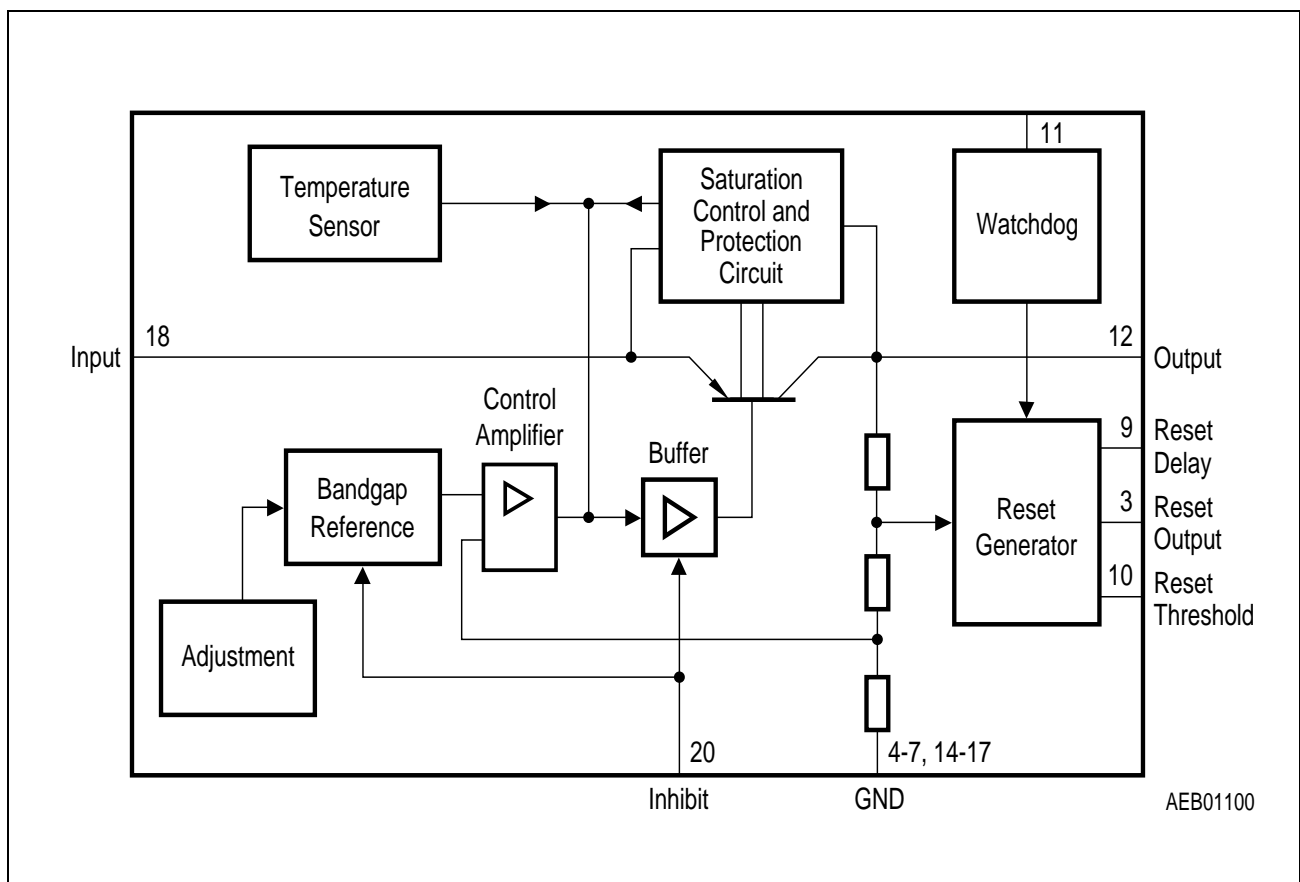 11
Temperature
Sensor
Saturation
Control and
Protection
Circuit
Watchdog
18
12
Input
Output
Control
Amplifier
Buffer
9
Reset
Delay
Bandgap
Reference
Reset
Generator
3
Reset
Output
10
Reset
Threshold
Adjustment
20
4-7, 14-17
Inhibit
GND
AEB01100